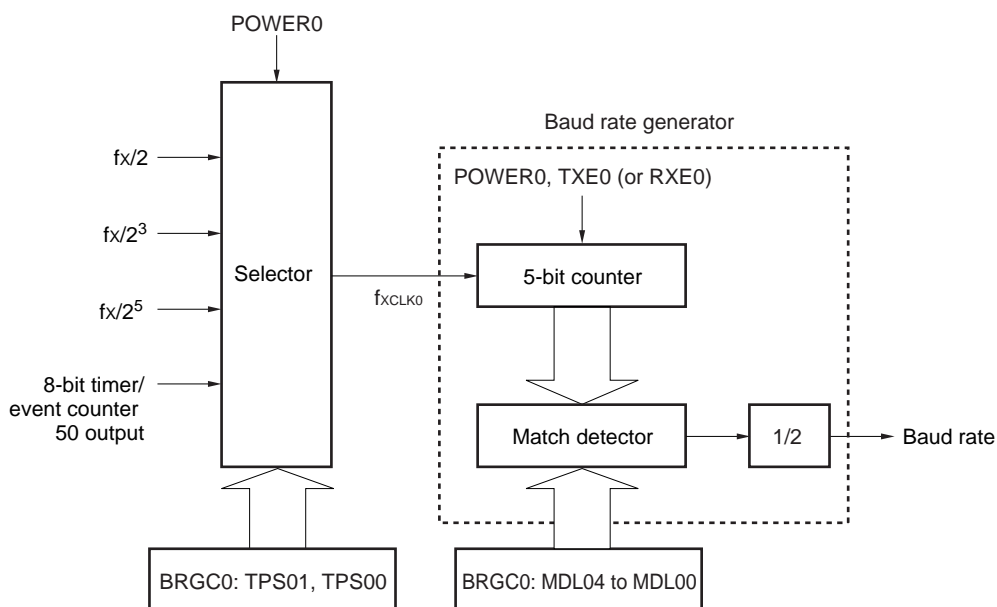 POWER0
Baud rate generator
fX/2
POWER0, TXE0 (or RXE0)
fX/2³
Selector
5-bit counter
fXCLK0
fX/2⁵
8-bit timer/
event counter
50 output
Match detector
1/2
Baud rate
BRGC0: TPS01, TPS00
BRGC0: MDL04 to MDL00